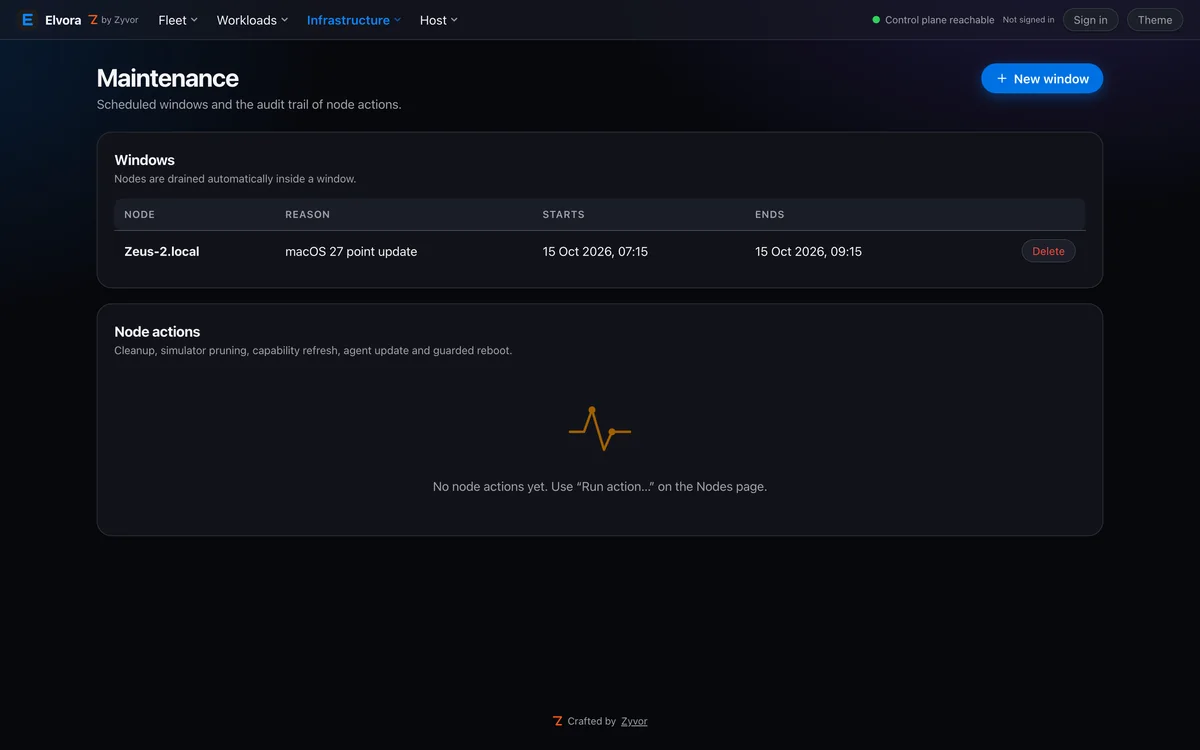 E Elvora Z by Zyvor Fleet Workloads Infrastructure Host Control plane reachable Not signed in Sign in Theme
Maintenance
+ New window
Scheduled windows and the audit trail of node actions.
Windows
Nodes are drained automatically inside a window.
NODE REASON STARTS ENDS
Zeus-2.local macOS 27 point update 15 Oct 2026, 07:15 15 Oct 2026, 09:15 Delete
Node actions
Cleanup, simulator pruning, capability refresh, agent update and guarded reboot.
No node actions yet. Use “Run action…” on the Nodes page.
Z Crafted by Zyvor